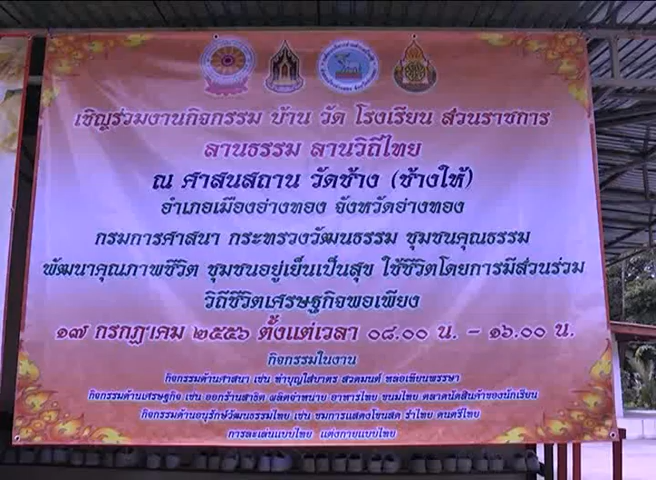 เชิญร่วมงานกิจกรรม บ้าน วัด โรงเรียน ส่วนราชการ
ลานธรรม ลานวิถีไทย
ณ ศาสนสถาน วัดช้าง (ช้างให้)
อำเภอเมืองอ่างทอง จังหวัดอ่างทอง
กรมการศาสนา กระทรวงวัฒนธรรม ชุมชนคุณธรรม
พัฒนาคุณภาพชีวิต ชุมชนอยู่เย็นเป็นสุข ใช้ชีวิตโดยการมีส่วนร่วม
วิถีชีวิตเศรษฐกิจพอเพียง
๑๗ กรกฎาคม ๒๕๕๖ ตั้งแต่เวลา ๐๘.๐๐ น. - ๑๖.๐๐ น.
กิจกรรมในงาน
กิจกรรมด้านศาสนา เช่น ทำบุญใส่บาตร สวดมนต์ หล่อเทียนพรรษา
กิจกรรมด้านเศรษฐกิจ เช่น ออกร้านสาธิต ผลิตจำหน่าย อาหารไทย ขนมไทย ตลาดนัดสินค้าของนักเรียน
กิจกรรมด้านอนุรักษ์วัฒนธรรมไทย เช่น ชมการแสดงโขนสด รำไทย ดนตรีไทย
การละเล่นแบบไทย แต่งกายแบบไทย